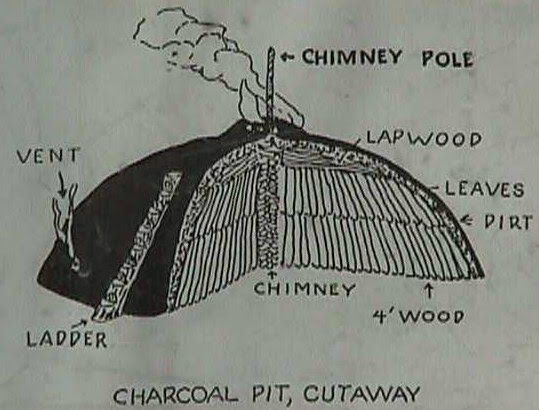 CHIMNEY POLE
LAPWOOD
VENT
LEAVES
DIRT
CHIMNEY
4' WOOD
LADDER
CHARCOAL PIT, CUTAWAY